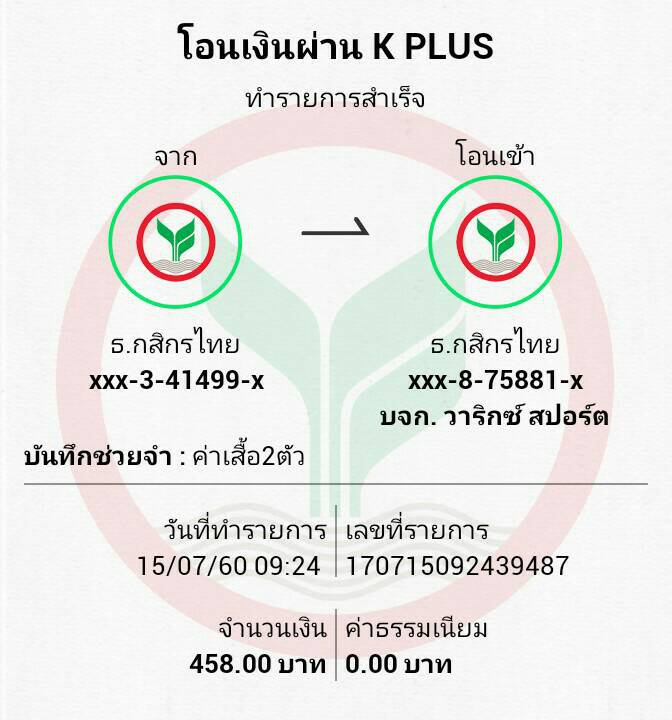 โอนเงินผ่าน K PLUS
ทำรายการสำเร็จ
จาก
โอนเข้า
ธ.กสิกรไทย
xxx-3-41499-x
ธ.กสิกรไทย
xxx-8-75881-x
บจก. วาริกซ์ สปอร์ต
บันทึกช่วยจำ : ค่าเสื้อ2ตัว
วันที่ทำรายการ
15/07/60 09:24
เลขที่รายการ
170715092439487
จำนวนเงิน
458.00 บาท
ค่าธรรมเนียม
0.00 บาท